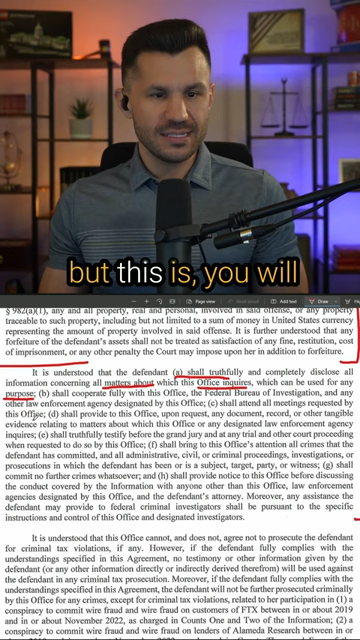 but this is, you will
Page view
Read aloud
Add text
Draw
§ 982(a)(1), any and all property, real and personal, involved in said offense, or any property
traceable to such property, including but not limited to a sum of money in United States currency
representing the amount of property involved in said offense. It is further understood that any
forfeiture of the defendant's assets shall not be treated as satisfaction of any fine, restitution, cost
of imprisonment, or any other penalty the Court may impose upon her in addition to forfeiture.
It is understood that the defendant (a) shall truthfully and completely disclose all
information concerning all matters about which this Office inquires, which can be used for any
purpose; (b) shall cooperate fully with this Office, the Federal Bureau of Investigation, and any
other law enforcement agency designated by this Office; (c) shall attend all meetings requested by
this Office; (d) shall provide to this Office, upon request, any document, record, or other tangible
evidence relating to matters about which this Office or any designated law enforcement agency
inquires; (e) shall truthfully testify before the grand jury and at any trial and other court proceeding
when requested to do so by this Office; (f) shall bring to this Office's attention all crimes that the
defendant has committed, and all administrative, civil, or criminal proceedings, investigations, or
prosecutions in which the defendant has been or is a subject, target, party, or witness; (g) shall
commit no further crimes whatsoever; and (h) shall provide notice to this Office before discussing
the conduct covered by the Information with anyone other than this Office, law enforcement
agencies designated by this Office, and the defendant's attorney. Moreover, any assistance the
defendant may provide to federal criminal investigators shall be pursuant to the specific
instructions and control of this Office and designated investigators.
It is understood that this Office cannot, and does not, agree not to prosecute the defendant
for criminal tax violations, if any. However, if the defendant fully complies with the
understandings specified in this Agreement, no testimony or other information given by the
defendant (or any other information directly or indirectly derived therefrom) will be used against
the defendant in any criminal tax prosecution. Moreover, if the defendant fully complies with the
understandings specified in this Agreement, the defendant will not be further prosecuted criminally
by this Office for any crimes, except for criminal tax violations, related to her participation in (1) a
conspiracy to commit wire fraud and wire fraud on customers of FTX between in or about 2019
and in or about November 2022, as charged in Counts One and Two of the Information; (2) a
conspiracy to commit wire fraud and wire fraud on lenders of Alameda Research between in or